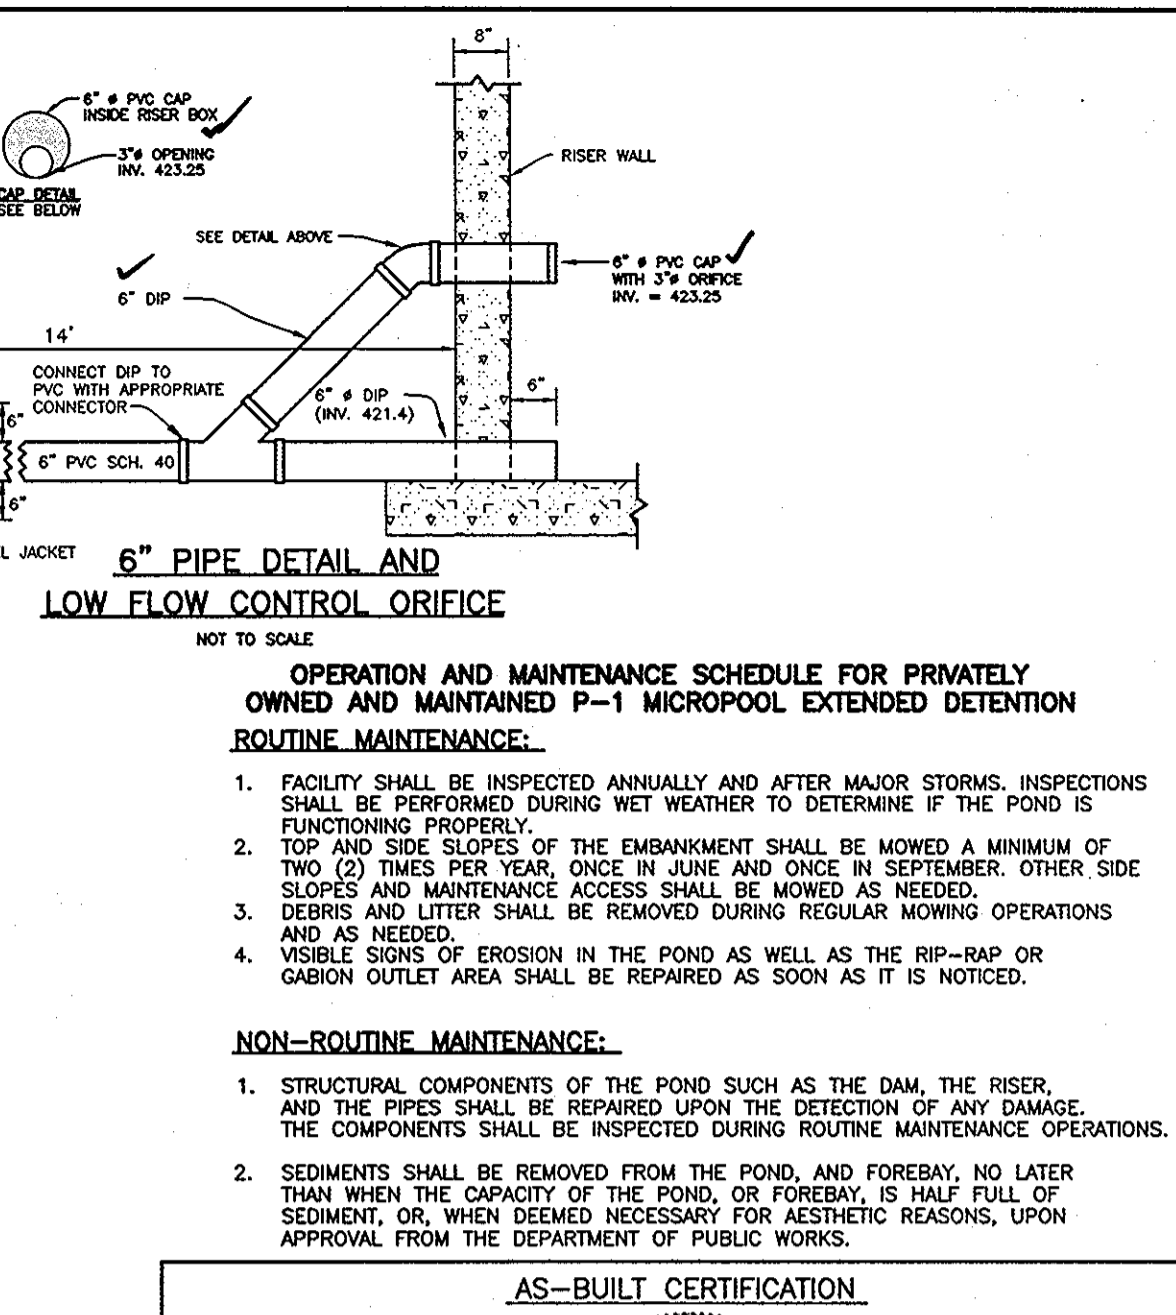 8"
6" ø PVC CAP
INSIDE RISER BOX
3"ø OPENING
INV. 423.25
CAP DETAIL
SEE BELOW
RISER WALL
SEE DETAIL ABOVE
6" ø PVC CAP
WITH 3"ø ORIFICE
INV. = 423.25
6" DIP
14'
CONNECT DIP TO
PVC WITH APPROPRIATE
CONNECTOR
6" ø DIP
(INV. 421.4)
6"
6"
6" PVC SCH. 40
6"
JACKET
6" PIPE DETAIL AND
LOW FLOW CONTROL ORIFICE
NOT TO SCALE
OPERATION AND MAINTENANCE SCHEDULE FOR PRIVATELY
OWNED AND MAINTAINED P-1 MICROPOOL EXTENDED DETENTION
ROUTINE MAINTENANCE:
1. FACILITY SHALL BE INSPECTED ANNUALLY AND AFTER MAJOR STORMS. INSPECTIONS
SHALL BE PERFORMED DURING WET WEATHER TO DETERMINE IF THE POND IS
FUNCTIONING PROPERLY.
2. TOP AND SIDE SLOPES OF THE EMBANKMENT SHALL BE MOWED A MINIMUM OF
TWO (2) TIMES PER YEAR, ONCE IN JUNE AND ONCE IN SEPTEMBER. OTHER SIDE
SLOPES AND MAINTENANCE ACCESS SHALL BE MOWED AS NEEDED.
3. DEBRIS AND LITTER SHALL BE REMOVED DURING REGULAR MOWING OPERATIONS
AND AS NEEDED.
4. VISIBLE SIGNS OF EROSION IN THE POND AS WELL AS THE RIP-RAP OR
GABION OUTLET AREA SHALL BE REPAIRED AS SOON AS IT IS NOTICED.
NON-ROUTINE MAINTENANCE:
1. STRUCTURAL COMPONENTS OF THE POND SUCH AS THE DAM, THE RISER,
AND THE PIPES SHALL BE REPAIRED UPON THE DETECTION OF ANY DAMAGE.
THE COMPONENTS SHALL BE INSPECTED DURING ROUTINE MAINTENANCE OPERATIONS.
2. SEDIMENTS SHALL BE REMOVED FROM THE POND, AND FOREBAY, NO LATER
THAN WHEN THE CAPACITY OF THE POND, OR FOREBAY, IS HALF FULL OF
SEDIMENT, OR, WHEN DEEMED NECESSARY FOR AESTHETIC REASONS, UPON
APPROVAL FROM THE DEPARTMENT OF PUBLIC WORKS.
AS-BUILT CERTIFICATION